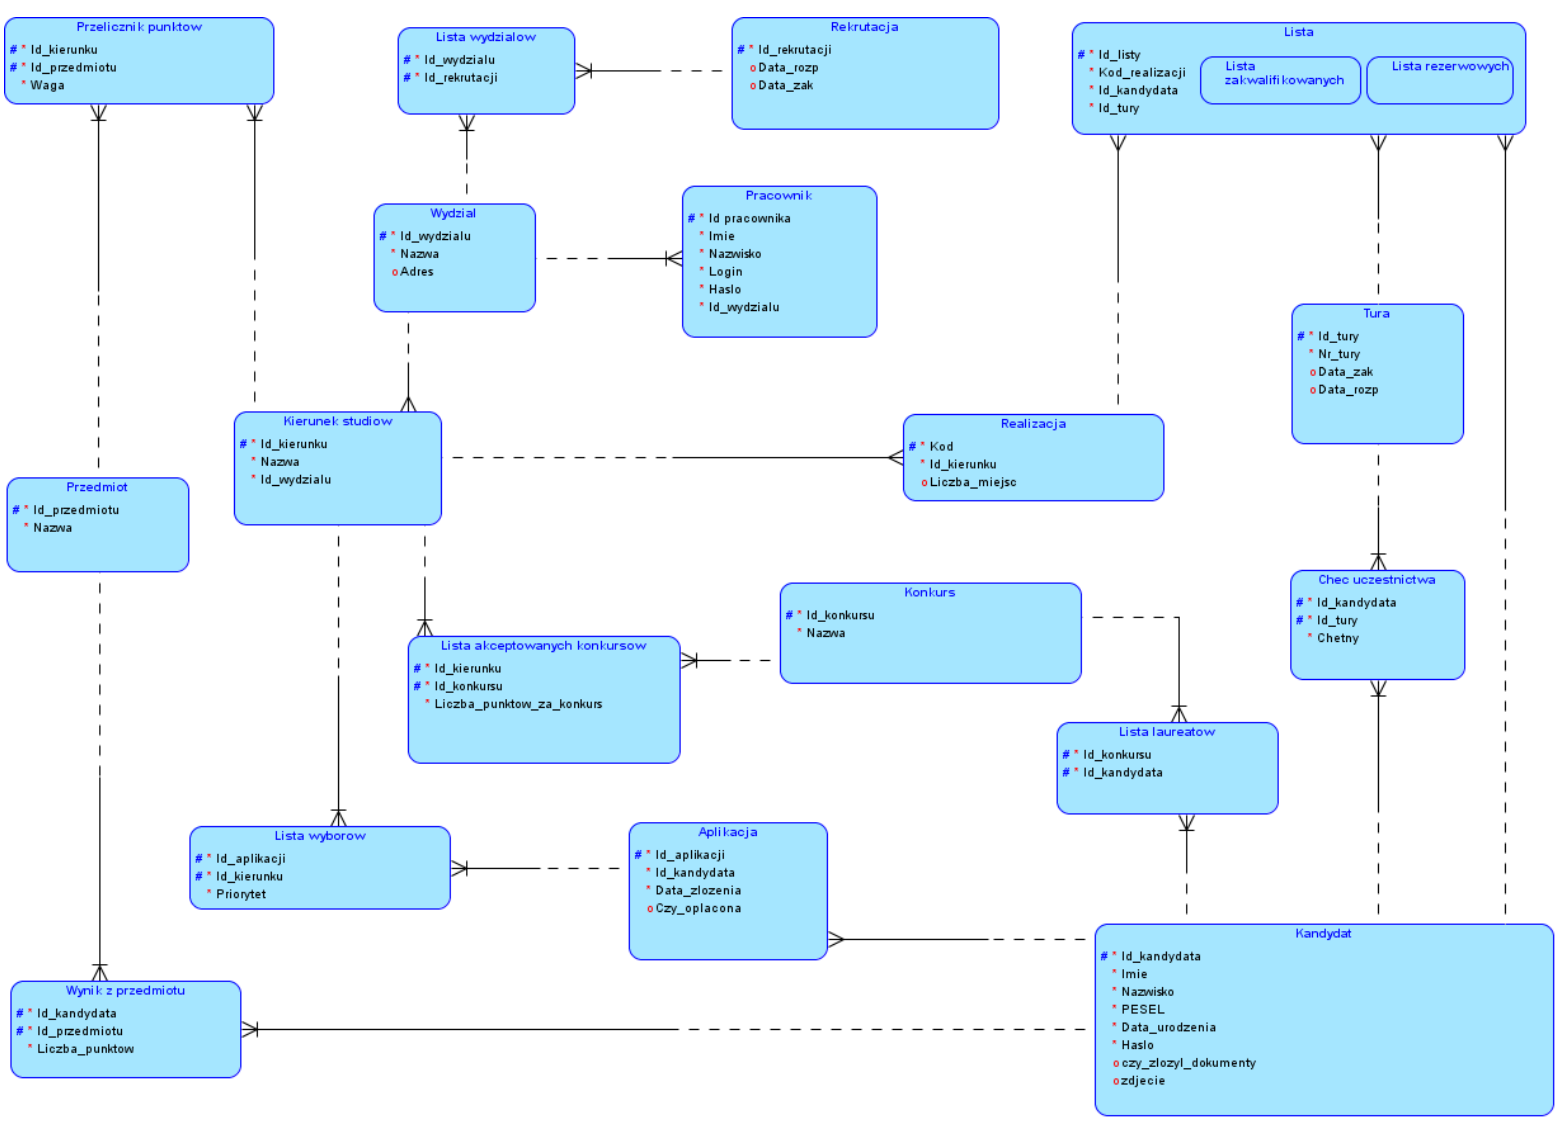 Przelicznik punktow
# * Id_kierunku
# * Id_przedmiotu
* Waga
Lista wydzialow
# * Id_wydzialu
# * Id_rekrutacji
Rekrutacja
# * Id_rekrutacji
o Data_rozp
o Data_zak
Lista
# * Id_listy
* Kod_realizacji
* Id_kandydata
* Id_tury
Lista
zakwalifikowanych
Lista rezerwowych
Wydzial
# * Id_wydzialu
* Nazwa
o Adres
Pracownik
# * Id pracownika
* Imie
* Nazwisko
* Login
* Haslo
* Id_wydzialu
Tura
# * Id_tury
* Nr_tury
o Data_zak
o Data_rozp
Kierunek studiow
# * Id_kierunku
* Nazwa
* Id_wydzialu
Realizacja
# * Kod
* Id_kierunku
o Liczba_miejsc
Przedmiot
# * Id_przedmiotu
* Nazwa
Konkurs
# * Id_konkursu
* Nazwa
Chec uczestnictwa
# * Id_kandydata
# * Id_tury
* Chetny
Lista akceptowanych konkursow
# * Id_kierunku
# * Id_konkursu
* Liczba_punktow_za_konkurs
Lista laureatow
# * Id_konkursu
# * Id_kandydata
Lista wyborow
# * Id_aplikacji
# * Id_kierunku
* Priorytet
Aplikacja
# * Id_aplikacji
* Id_kandydata
* Data_zlozenia
o Czy_oplacona
Kandydat
# * Id_kandydata
* Imie
* Nazwisko
* PESEL
* Data_urodzenia
* Haslo
o czy_zlozyl_dokumenty
o zdjecie
Wynik z przedmiotu
# * Id_kandydata
# * Id_przedmiotu
* Liczba_punktow